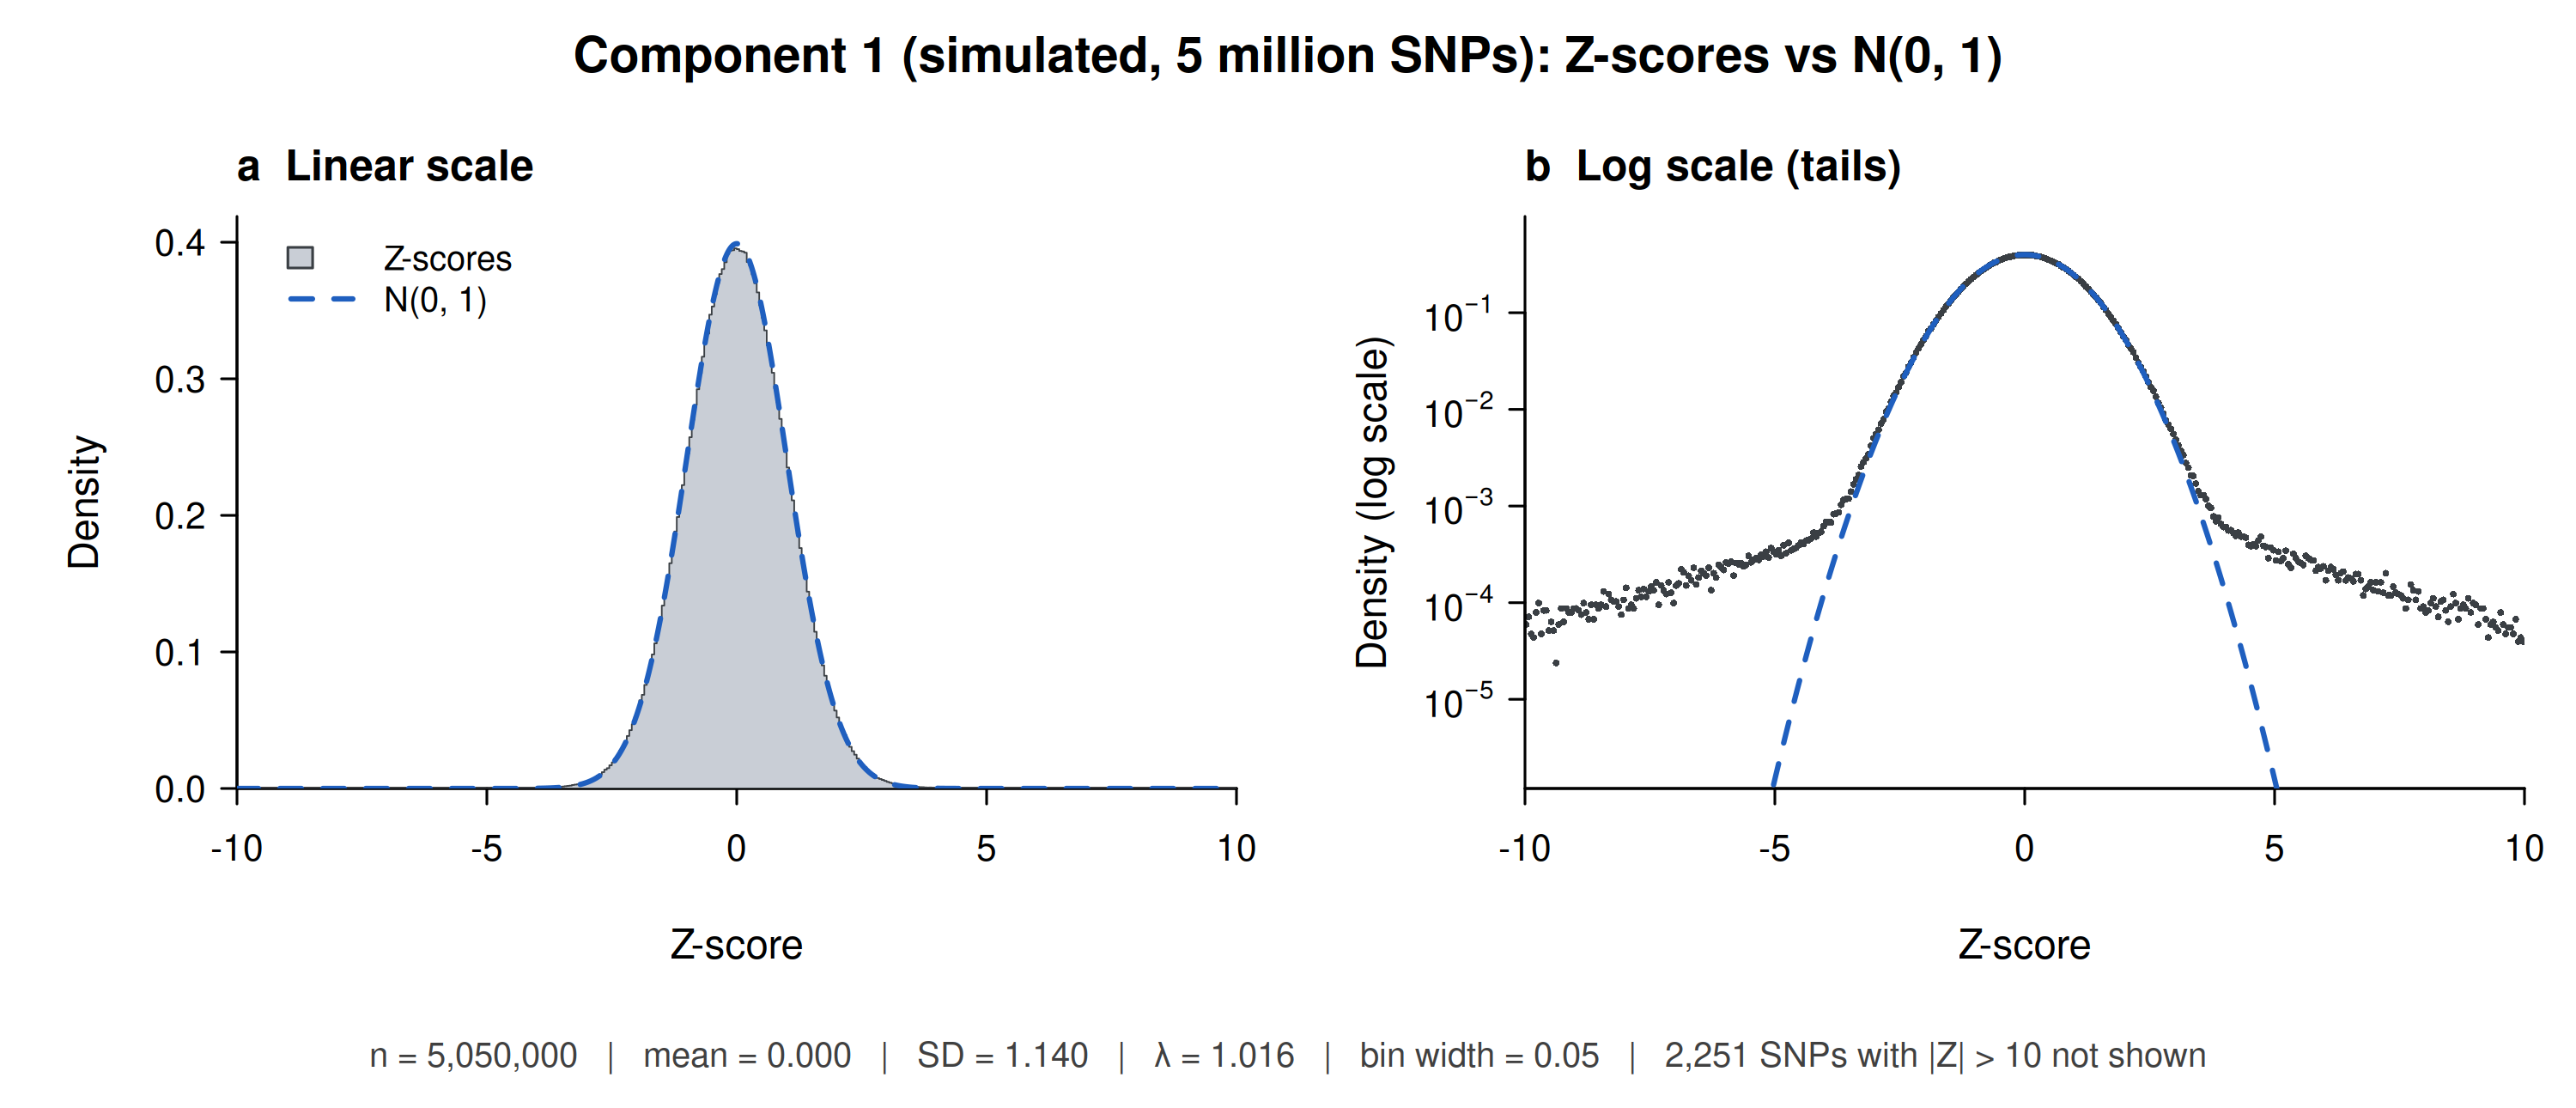 Component 1 (simulated, 5 million SNPs): Z-scores vs N(0, 1)
a Linear scale
Z-scores
N(0, 1)
Density
0.4
0.3
0.2
0.1
0.0
-10 -5 0 5 10
Z-score
b Log scale (tails)
Density (log scale)
10⁻¹
10⁻²
10⁻³
10⁻⁴
10⁻⁵
-10 -5 0 5 10
Z-score
n = 5,050,000 | mean = 0.000 | SD = 1.140 | λ = 1.016 | bin width = 0.05 | 2,251 SNPs with |Z| > 10 not shown